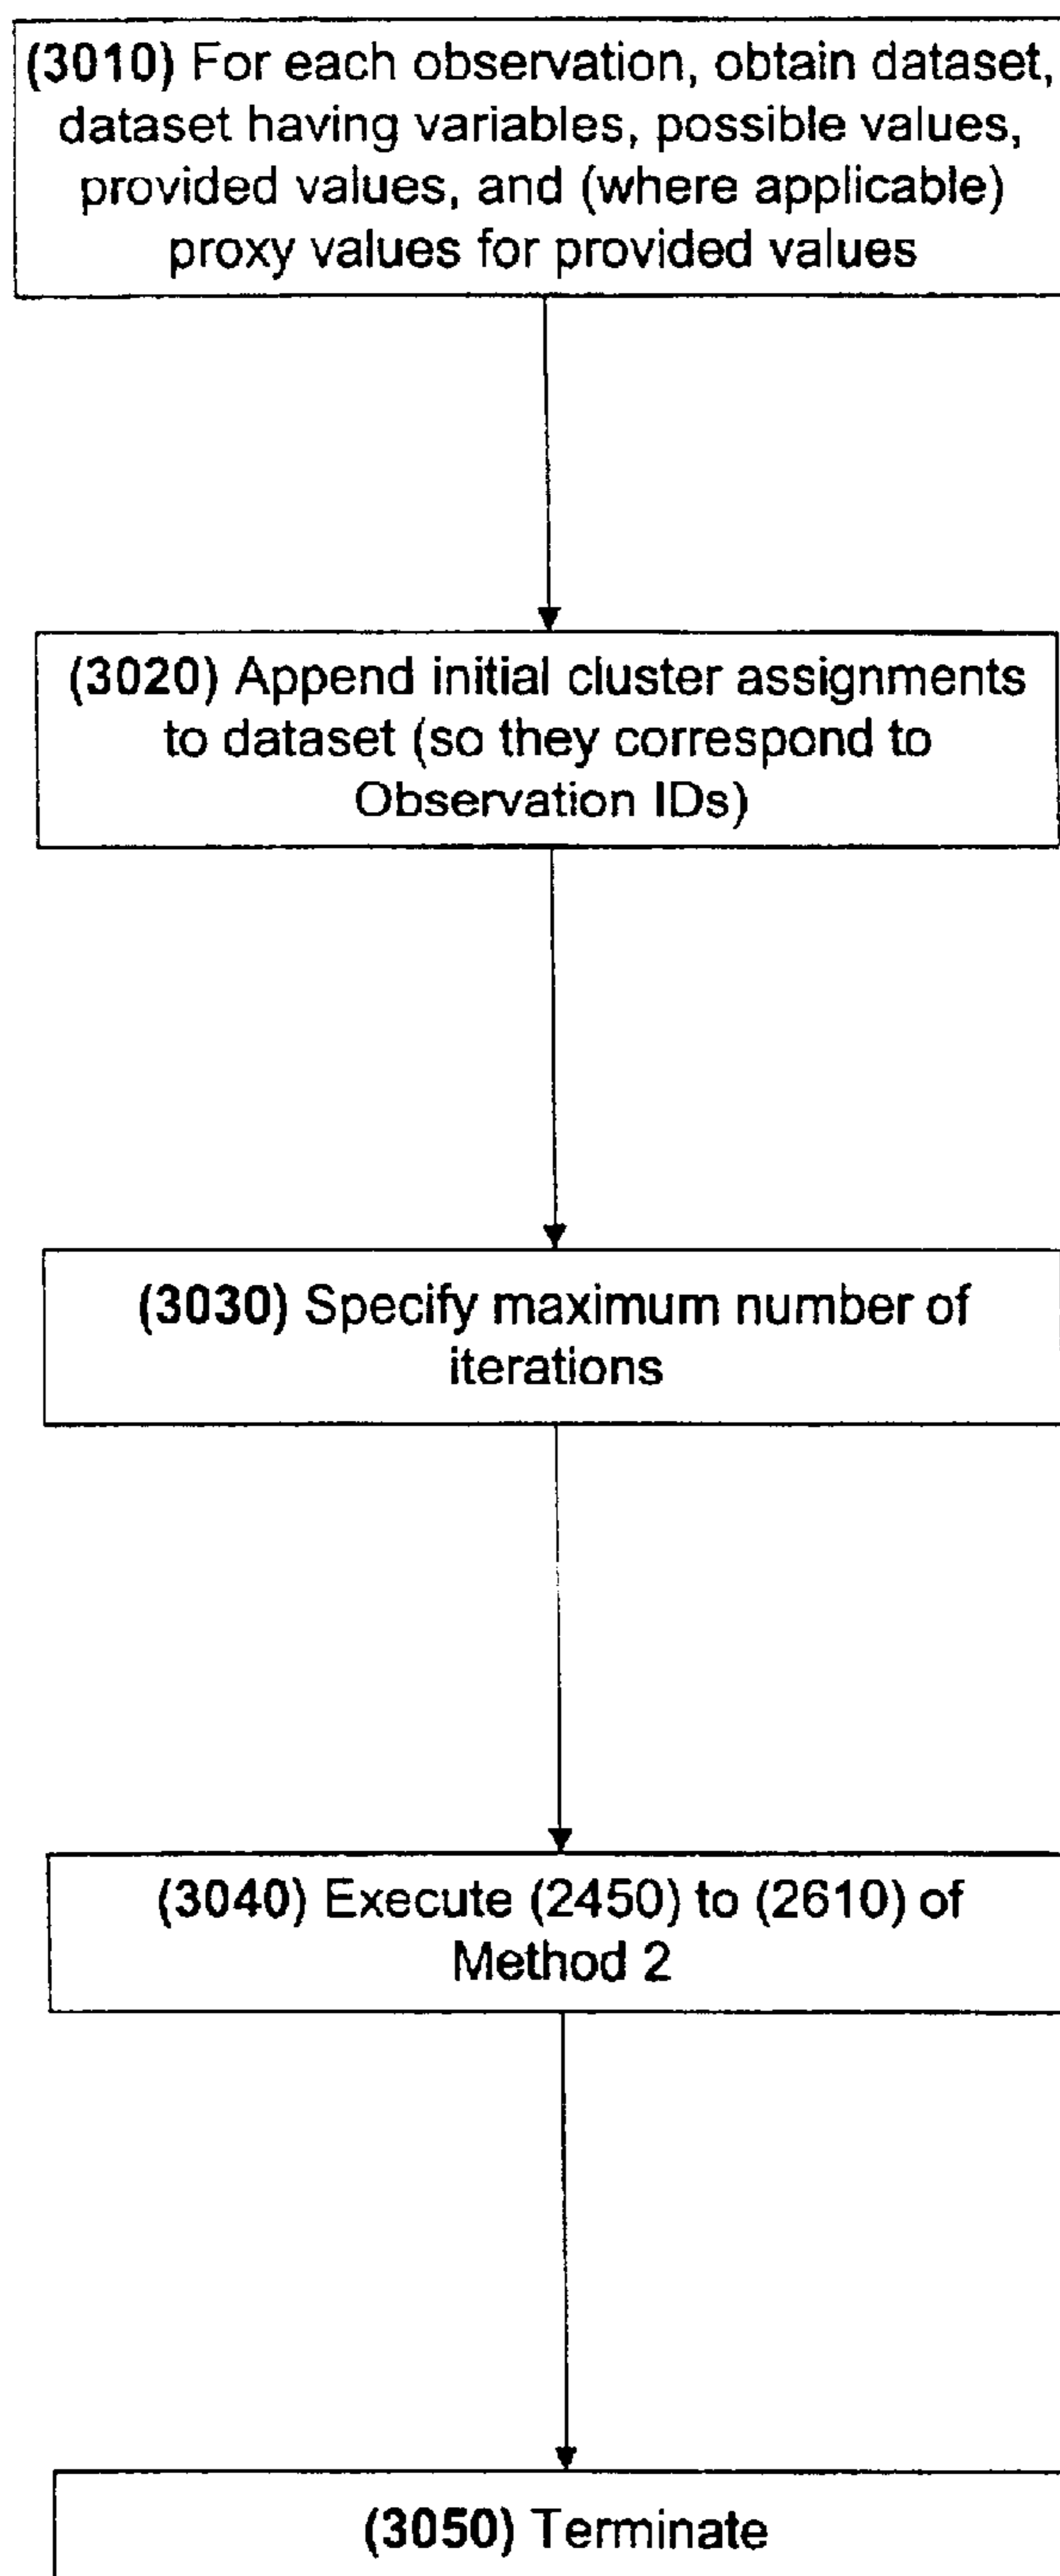 (3010) For each observation, obtain dataset,
dataset having variables, possible values,
provided values, and (where applicable)
proxy values for provided values
(3020) Append initial cluster assignments
to dataset (so they correspond to
Observation IDs)
(3030) Specify maximum number of
iterations
(3040) Execute (2450) to (2610) of
Method 2
(3050) Terminate